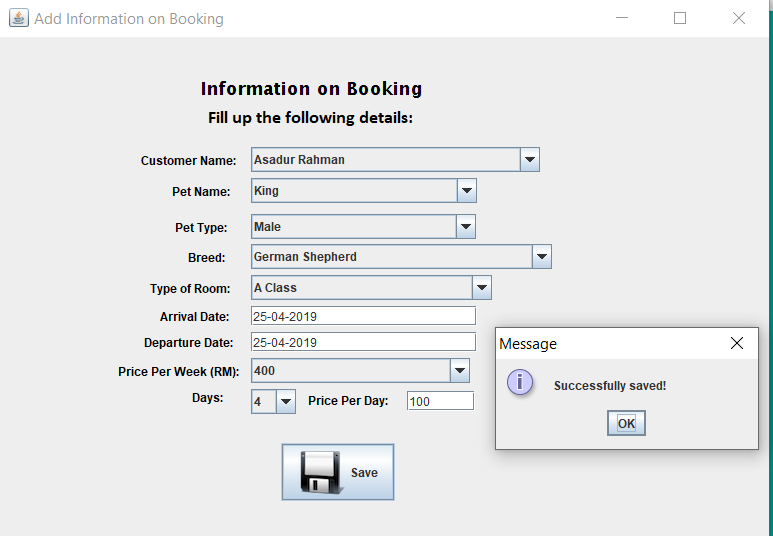 Add Information on Booking
Information on Booking
Fill up the following details:
Customer Name: Asadur Rahman
Pet Name: King
Pet Type: Male
Breed: German Shepherd
Type of Room: A Class
Arrival Date: 25-04-2019
Departure Date: 25-04-2019
Price Per Week (RM): 400
Days: 4 Price Per Day: 100
Save
Message
Successfully saved!
OK